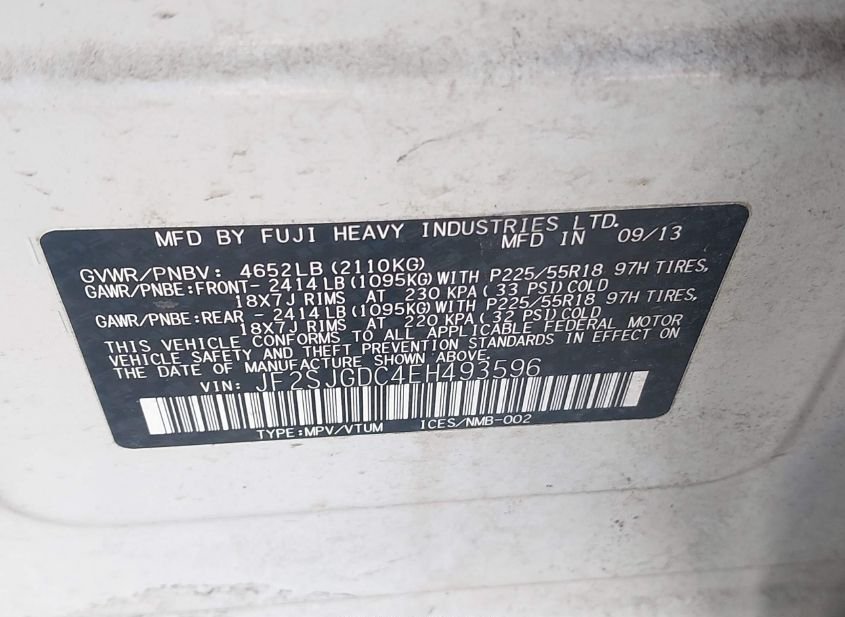 MFD BY FUJI HEAVY INDUSTRIES LTD.
MFD IN 09/13
GVWR/PNBV: 4652LB(2110KG)
GAWR/PNBE:FRONT- 2414LB(1095KG)WITH P225/55R18 97H TIRES,
18X7J RIMS AT 230 KPA(33 PSI)COLD
GAWR/PNBE:REAR - 2414LB(1095KG)WITH P225/55R18 97H TIRES,
18X7J RIMS AT 220 KPA(32 PSI)COLD
THIS VEHICLE CONFORMS TO ALL APPLICABLE FEDERAL MOTOR
VEHICLE SAFETY AND THEFT PREVENTION STANDARDS IN EFFECT ON
THE DATE OF MANUFACTURE SHOWN ABOVE.
VIN: JF2SJGDC4EH493596
TYPE:MPV/VTUM ICES/NMB-002